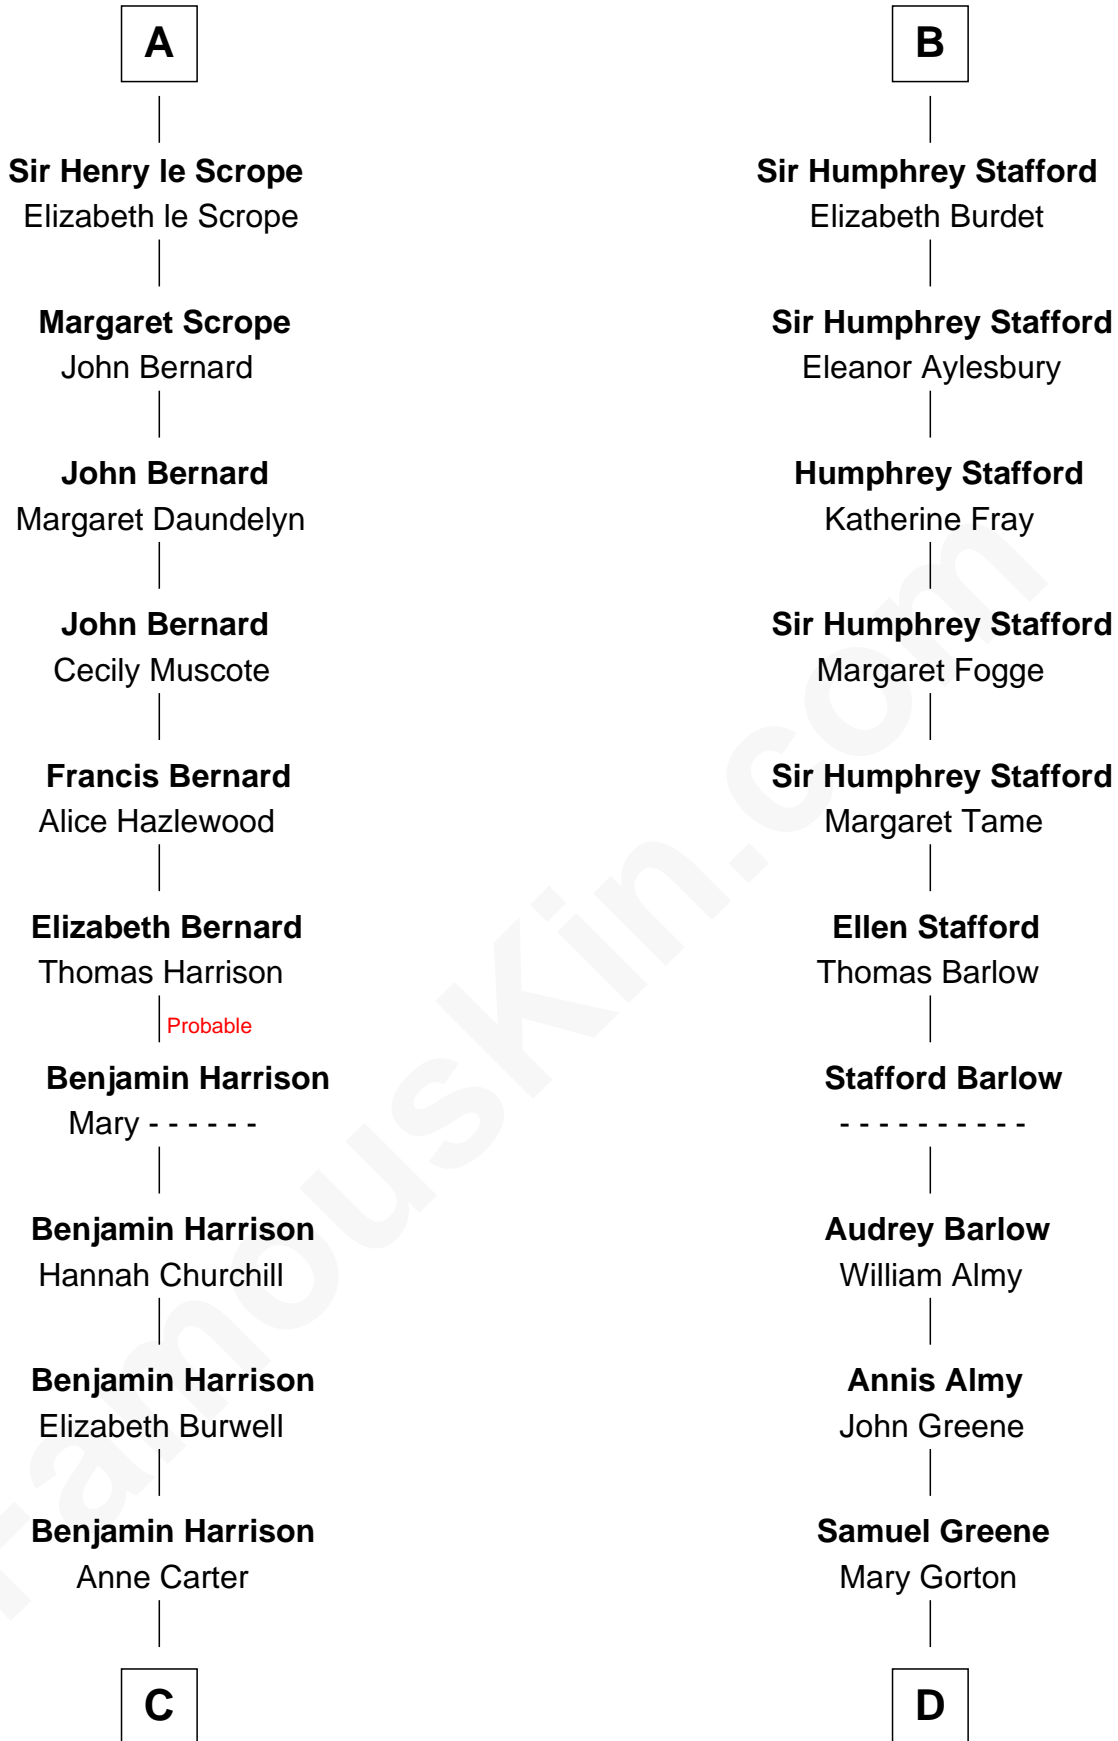 A
Sir Henry le Scrope
Elizabeth le Scrope
Margaret Scrope
John Bernard
John Bernard
Margaret Daundelyn
John Bernard
Cecily Muscote
Francis Bernard
Alice Hazlewood
Elizabeth Bernard
Thomas Harrison
Probable
Benjamin Harrison
Mary - - - - - -
Benjamin Harrison
Hannah Churchill
Benjamin Harrison
Elizabeth Burwell
Benjamin Harrison
Anne Carter
C
B
Sir Humphrey Stafford
Elizabeth Burdet
Sir Humphrey Stafford
Eleanor Aylesbury
Humphrey Stafford
Katherine Fray
Sir Humphrey Stafford
Margaret Fogge
Sir Humphrey Stafford
Margaret Tame
Ellen Stafford
Thomas Barlow
Stafford Barlow
- - - - - - - - - -
Audrey Barlow
William Almy
Annis Almy
John Greene
Samuel Greene
Mary Gorton
D
FamousKin.com